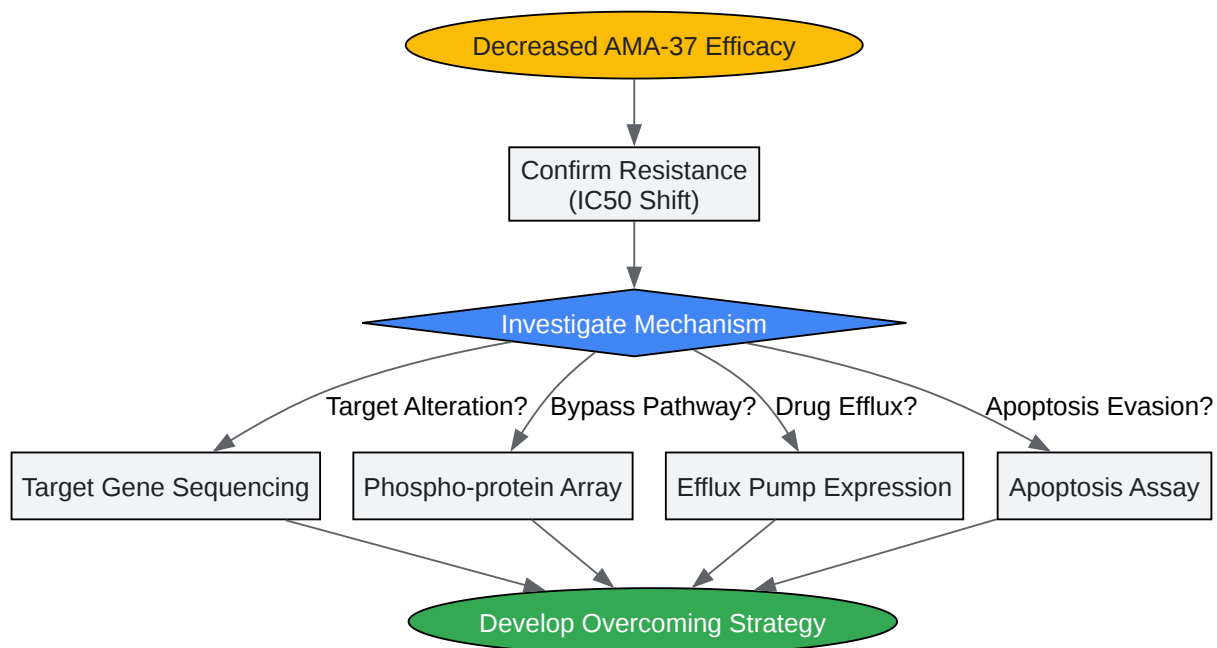 Decreased AMA-37 Efficacy
Confirm Resistance
(IC50 Shift)
Investigate Mechanism
Target Alteration?
Bypass Pathway?
Drug Efflux?
Apoptosis Evasion?
Target Gene Sequencing
Phospho-protein Array
Efflux Pump Expression
Apoptosis Assay
Develop Overcoming Strategy